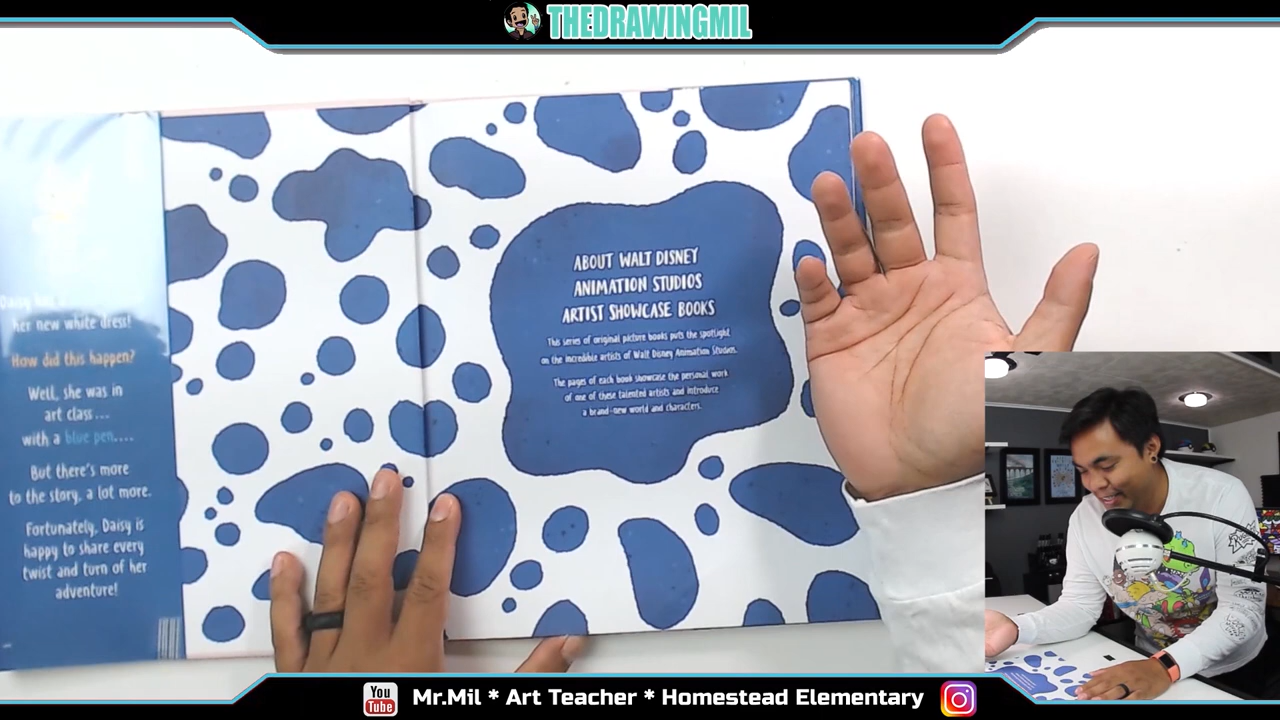 THEDRAWINGMIL
her new white dress!
How did this happen?
Well, she was in
art class...
with a blue pen....
But there's more
to the story, a lot more.
Fortunately, Daisy is
happy to share every
twist and turn of her
adventure!
ABOUT WALT DISNEY
ANIMATION STUDIOS
ARTIST SHOWCASE BOOKS
This series of original picture books puts the spotlight
on the incredible artists of Walt Disney Animation Studios.
The pages of each book showcase the personal work
of one of these talented artists and introduce
a brand-new world and characters.
You
Tube
Mr.Mil * Art Teacher * Homestead Elementary